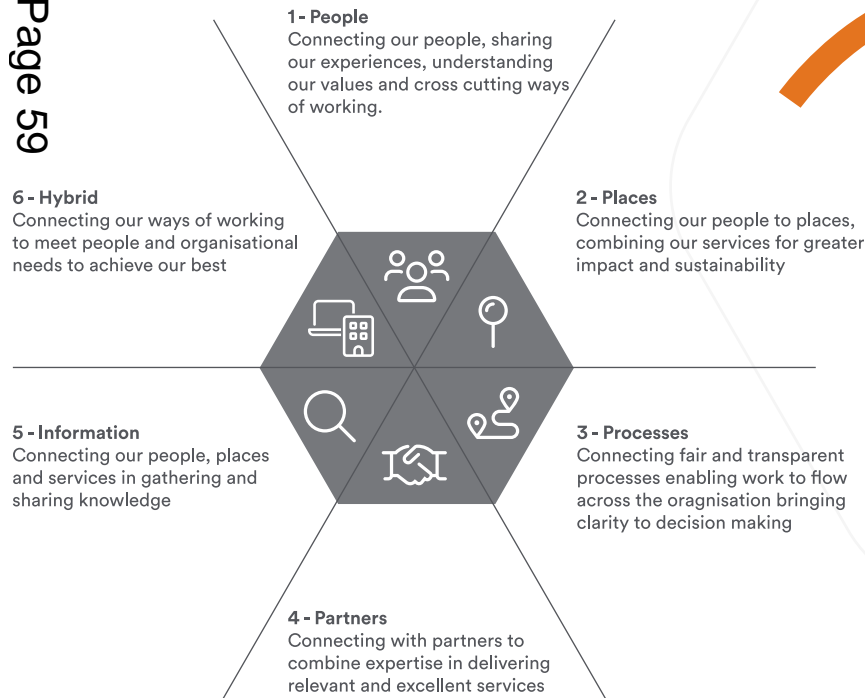 Page 59
1 - People
Connecting our people, sharing
our experiences, understanding
our values and cross cutting ways
of working.
2 - Places
Connecting our people to places,
combining our services for greater
impact and sustainability
3 - Processes
Connecting fair and transparent
processes enabling work to flow
across the oragnisation bringing
clarity to decision making
4 - Partners
Connecting with partners to
combine expertise in delivering
relevant and excellent services
5 - Information
Connecting our people, places
and services in gathering and
sharing knowledge
6 - Hybrid
Connecting our ways of working
to meet people and organisational
needs to achieve our best